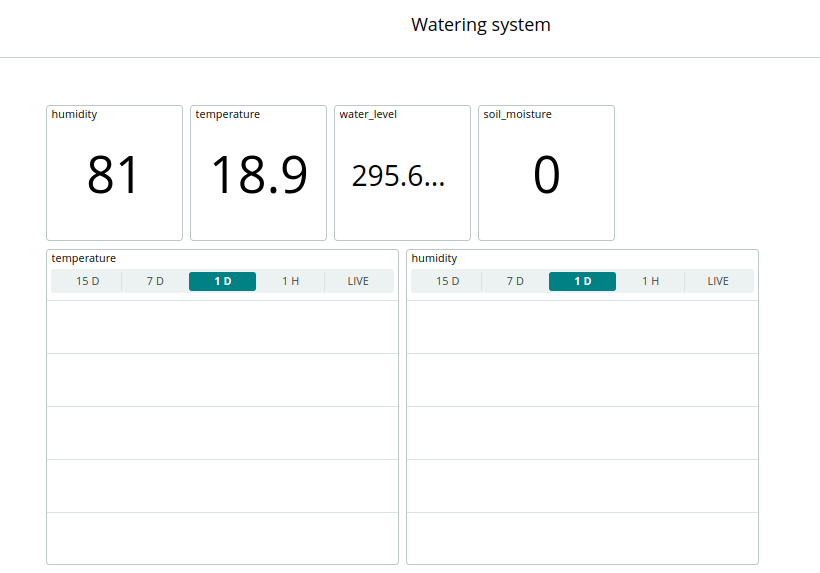 Watering system
humidity
81
temperature
18.9
water_level
295.6...
soil_moisture
0
temperature
15 D 7 D 1 D 1 H LIVE
humidity
15 D 7 D 1 D 1 H LIVE